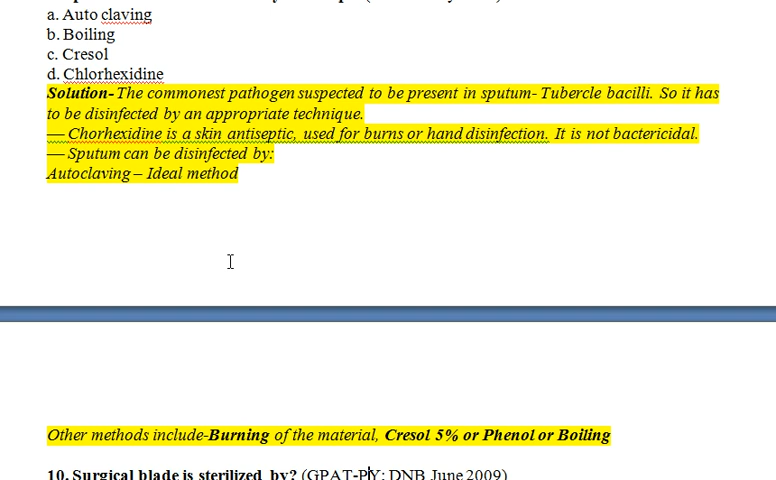 a. Auto claving
b. Boiling
c. Cresol
d. Chlorhexidine
Solution- The commonest pathogen suspected to be present in sputum- Tubercle bacilli. So it has
to be disinfected by an appropriate technique.
— Chorhexidine is a skin antiseptic, used for burns or hand disinfection. It is not bactericidal.
— Sputum can be disinfected by:
Autoclaving – Ideal method
Other methods include-Burning of the material, Cresol 5% or Phenol or Boiling
10. Surgical blade is sterilized by? (GPAT-PY; DNB June 2009)